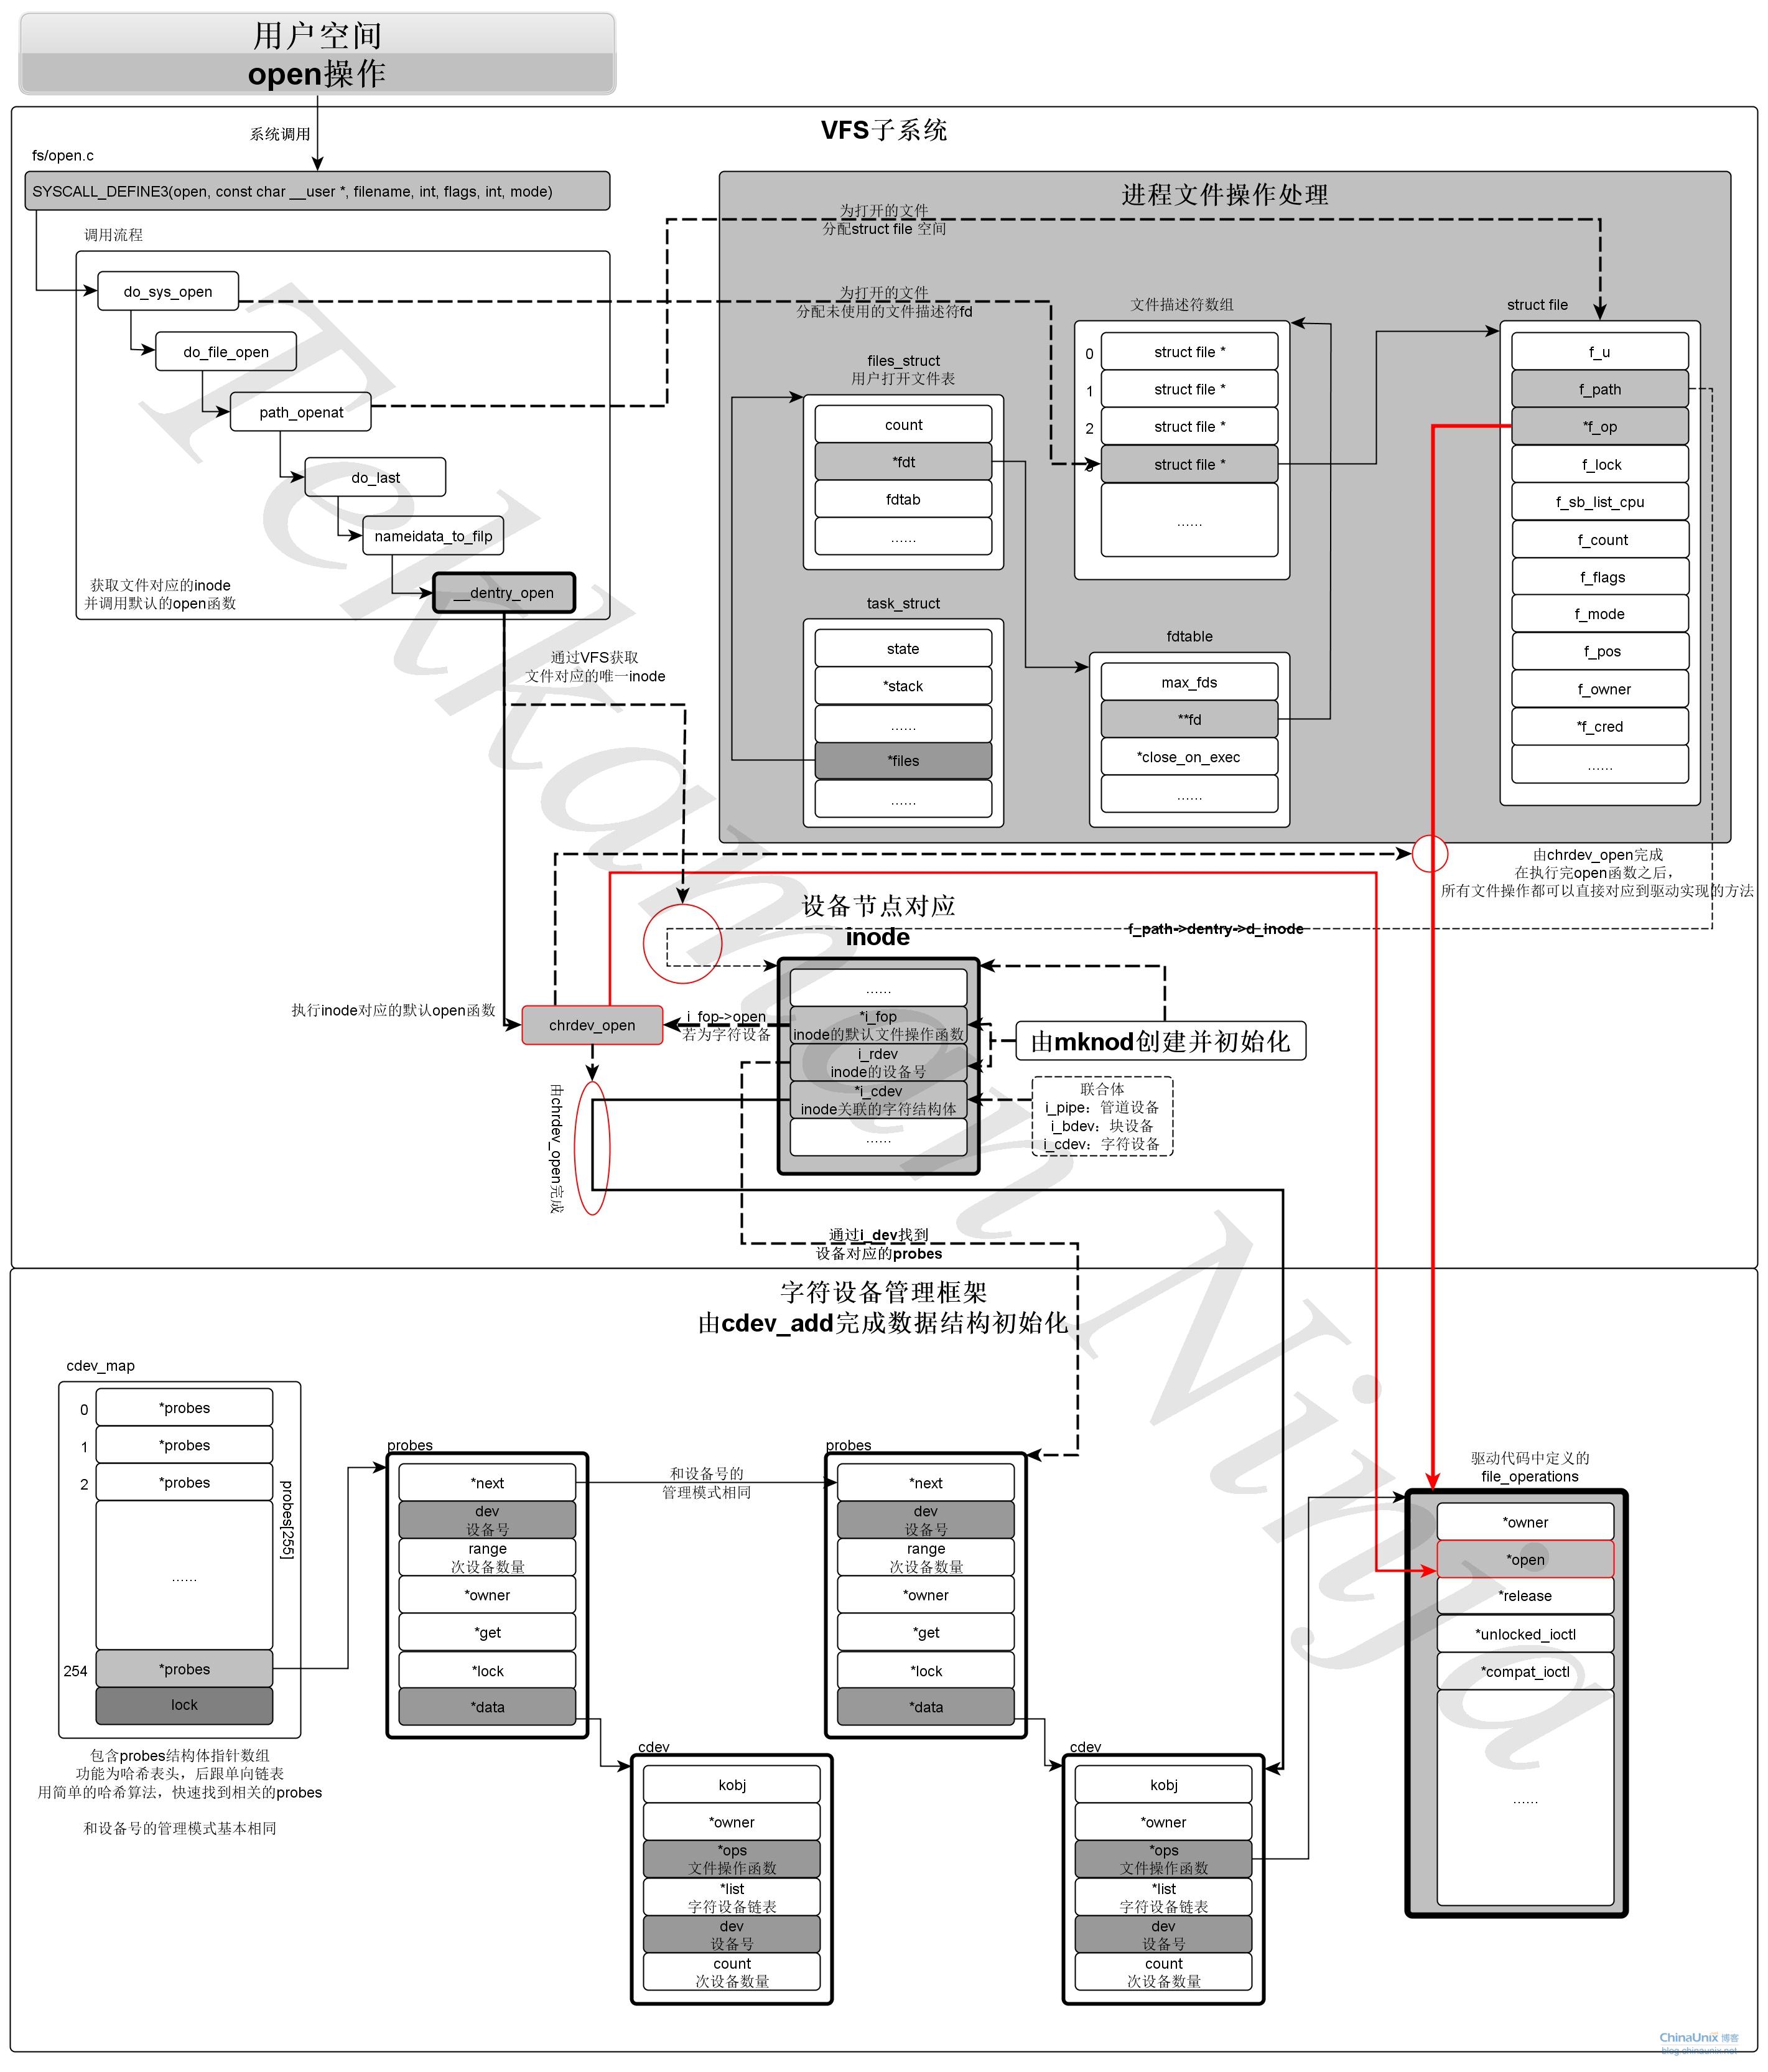 用户空间
open操作
系统调用
VFS子系统
fs/open.c
SYSCALL_DEFINE3(open, const char __user *, filename, int, flags, int, mode)
调用流程
do_sys_open
do_file_open
path_openat
do_last
nameidata_to_filp
__dentry_open
获取文件对应的inode
并调用默认的open函数
进程文件操作处理
为打开的文件
分配struct file 空间
为打开的文件
分配未使用的文件描述符fd
files_struct
用户打开文件表
count
*fdt
fdtab
......
task_struct
state
*stack
......
*files
......
文件描述符数组
0
struct file *
1
struct file *
2
struct file *
struct file *
......
fdtable
max_fds
**fd
*close_on_exec
......
struct file
f_u
f_path
*f_op
f_lock
f_sb_list_cpu
f_count
f_flags
f_mode
f_pos
f_owner
*f_cred
......
通过VFS获取
文件对应的唯一inode
由chrdev_open完成
在执行完open函数之后，
所有文件操作都可以直接对应到驱动实现的方法
设备节点对应
inode
f_path->dentry->d_inode
执行inode对应的默认open函数
chrdev_open
i_fop->open
若为字符设备
......
*i_fop
inode的默认文件操作函数
i_rdev
inode的设备号
*i_cdev
inode关联的字符结构体
......
由mknod创建并初始化
联合体
i_pipe：管道设备
i_bdev：块设备
i_cdev：字符设备
由chrdev_open完成
通过i_dev找到
设备对应的probes
字符设备管理框架
由cdev_add完成数据结构初始化
cdev_map
0
*probes
1
*probes
2
*probes
......
probes[255]
254
*probes
lock
包含probes结构体指针数组
功能为哈希表头，后跟单向链表
用简单的哈希算法，快速找到相关的probes
和设备号的管理模式基本相同
probes
*next
dev
设备号
range
次设备数量
*owner
*get
*lock
*data
和设备号的
管理模式相同
probes
*next
dev
设备号
range
次设备数量
*owner
*get
*lock
*data
cdev
kobj
*owner
*ops
文件操作函数
*list
字符设备链表
dev
设备号
count
次设备数量
cdev
kobj
*owner
*ops
文件操作函数
*list
字符设备链表
dev
设备号
count
次设备数量
驱动代码中定义的
file_operations
*owner
*open
*release
*unlocked_ioctl
*compat_ioctl
......
Tekkaman Ninja
ChinaUnix 博客
blog.chinaunix.net